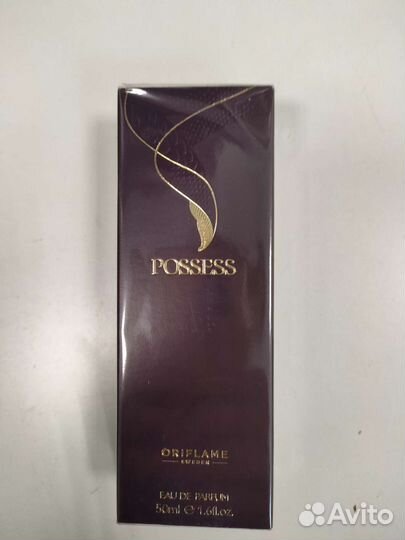 POSSESS
ORIFLAME
SWEDEN
EAU DE PARFUM
50ml ℮ 1.6fl.oz.
Avito